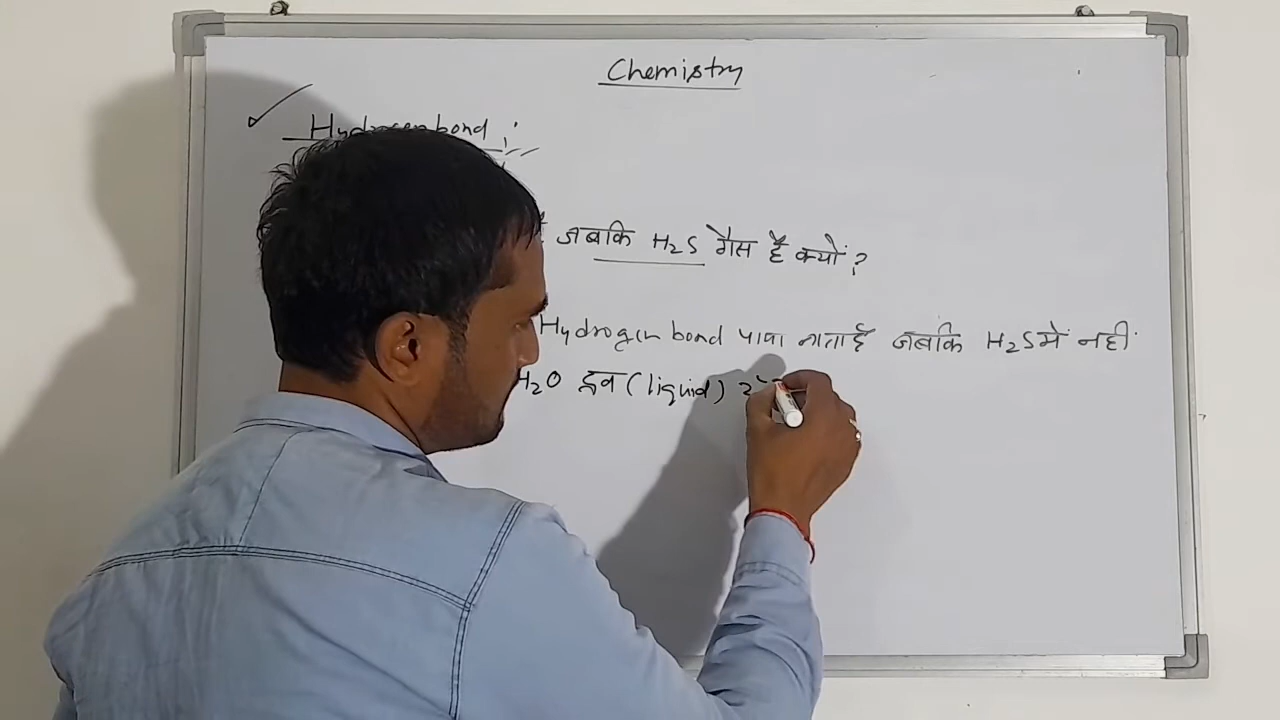 Chemistry
Hydrogen bond :
जबकि H2S गैस है क्यों ?
Hydrogen bond पाया जाता है जबकि H2S में नहीं
H2O द्रव (liquid)